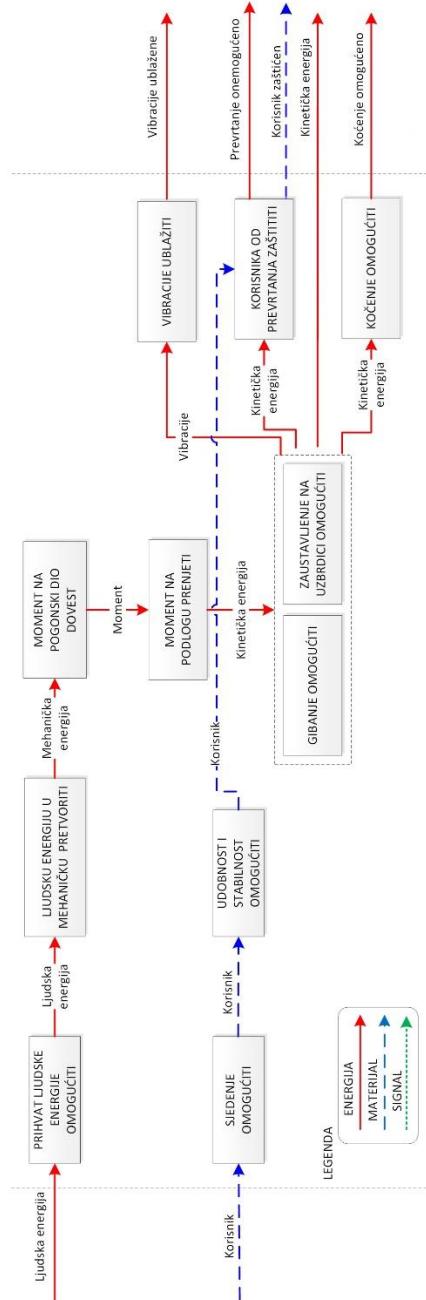 Ljudska energija
PRIHVAT LJUDSKE
ENERGIJE
OMOGUĆITI
Ljudska
energija
LJUDSKU ENERGIJU U
MEHANIČKU PRETVORITI
Mehanička
energija
MOMENT NA
POGONSKI DIO
DOVEST
Moment
MOMENT NA
PODLOGU PRENJETI
Kinetička energija
Korisnik
SJEDENJE
OMOGUĆITI
Korisnik
UDOBNOST I
STABILNOST
OMOGUĆITI
Korisnik
GIBANJE OMOGUĆITI
ZAUSTAVLJENJE NA
UZBRDICI OMOGUĆITI
Vibracije
VIBRACIJE UBLAŽITI
Vibracije ublažene
Kinetička
energija
KORISNIKA OD
PREVRTANJA ZAŠTITITI
Prevrtanje onemogućeno
Korisnik zaštićen
Kinetička energija
Kinetička
energija
KOČENJE OMOGUĆITI
Koćenje omogućeno
LEGENDA
ENERGIJA
MATERIJAL
SIGNAL